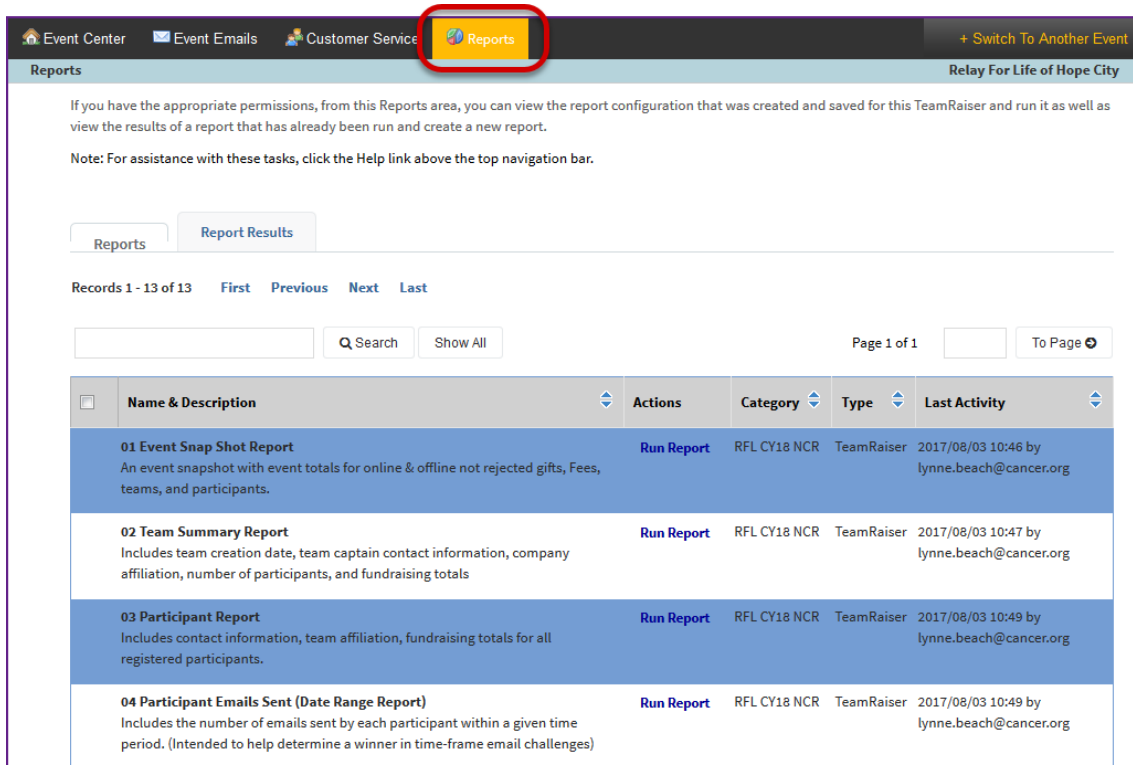 Event Center Event Emails Customer Service Reports + Switch To Another Event
Reports Relay For Life of Hope City
If you have the appropriate permissions, from this Reports area, you can view the report configuration that was created and saved for this TeamRaiser and run it as well as
view the results of a report that has already been run and create a new report.
Note: For assistance with these tasks, click the Help link above the top navigation bar.
Reports Report Results
Records 1 - 13 of 13 First Previous Next Last
Search Show All Page 1 of 1 To Page
Name & Description Actions Category Type Last Activity
01 Event Snap Shot Report Run Report RFL CY18 NCR TeamRaiser 2017/08/03 10:46 by
An event snapshot with event totals for online & offline not rejected gifts, Fees, lynne.beach@cancer.org
teams, and participants.
02 Team Summary Report Run Report RFL CY18 NCR TeamRaiser 2017/08/03 10:47 by
Includes team creation date, team captain contact information, company lynne.beach@cancer.org
affiliation, number of participants, and fundraising totals
03 Participant Report Run Report RFL CY18 NCR TeamRaiser 2017/08/03 10:49 by
Includes contact information, team affiliation, fundraising totals for all lynne.beach@cancer.org
registered participants.
04 Participant Emails Sent (Date Range Report) Run Report RFL CY18 NCR TeamRaiser 2017/08/03 10:49 by
Includes the number of emails sent by each participant within a given time lynne.beach@cancer.org
period. (Intended to help determine a winner in time-frame email challenges)